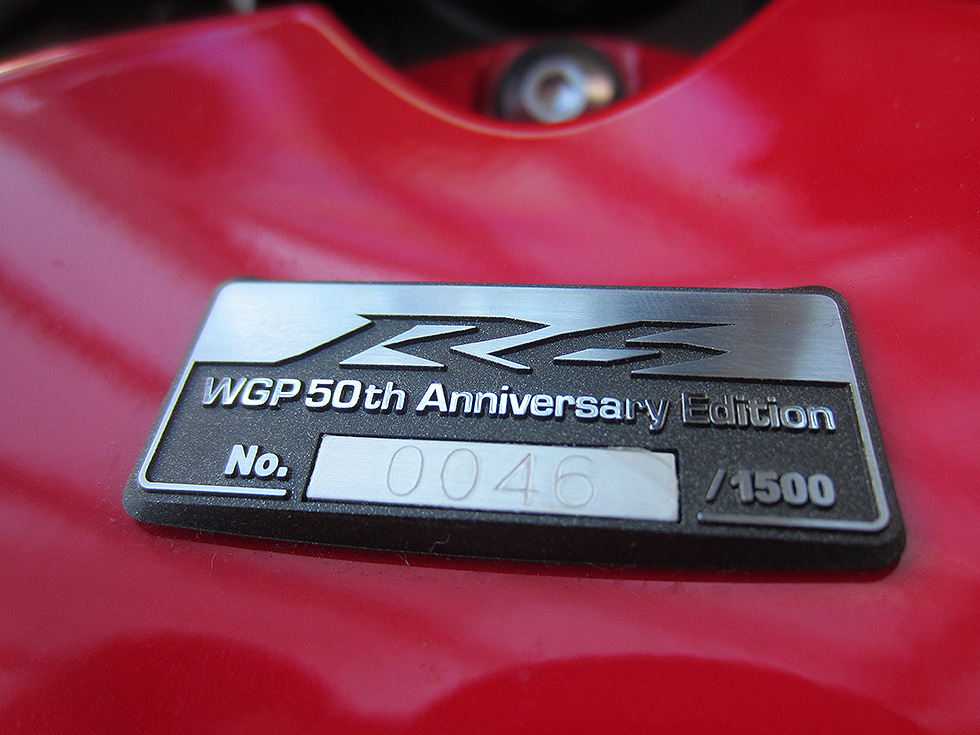 R6
WGP 50th Anniversary Edition
No. 0046 /1500